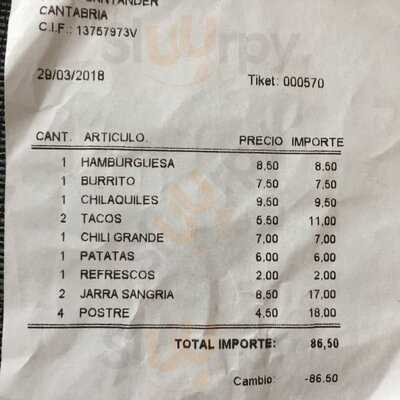 SANTANDER
CANTABRIA
C.I.F.: 13757973V
29/03/2018 Tiket: 000570
CANT. ARTICULO. PRECIO IMPORTE
1 HAMBURGUESA 8,50 8,50
1 BURRITO 7,50 7,50
1 CHILAQUILES 9,50 9,50
2 TACOS 5.50 11,00
1 CHILI GRANDE 7,00 7,00
1 PATATAS 6,00 6,00
1 REFRESCOS 2.00 2.00
2 JARRA SANGRIA 8,50 17.00
4 POSTRE 4.50 18.00
TOTAL IMPORTE: 86,50
Cambio: -86.50